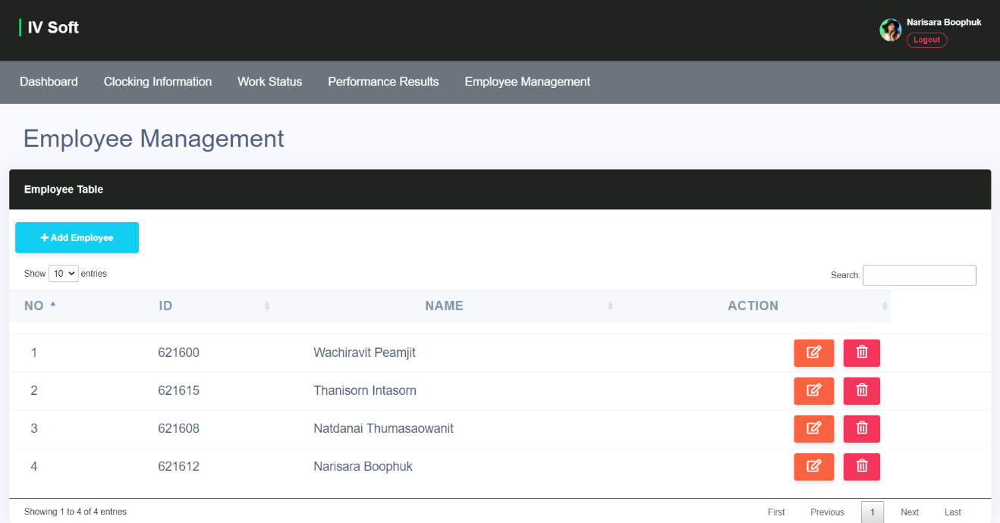 IV Soft
Narisara Boophuk
Logout
Dashboard Clocking Information Work Status Performance Results Employee Management
Employee Management
Employee Table
Add Employee
Show 10 entries
Search:
NO ID NAME ACTION
1 621600 Wachiravit Peamjit
2 621615 Thanisorn Intasorn
3 621608 Natdanai Thumasaowanit
4 621612 Narisara Boophuk
Showing 1 to 4 of 4 entries
First Previous 1 Next Last